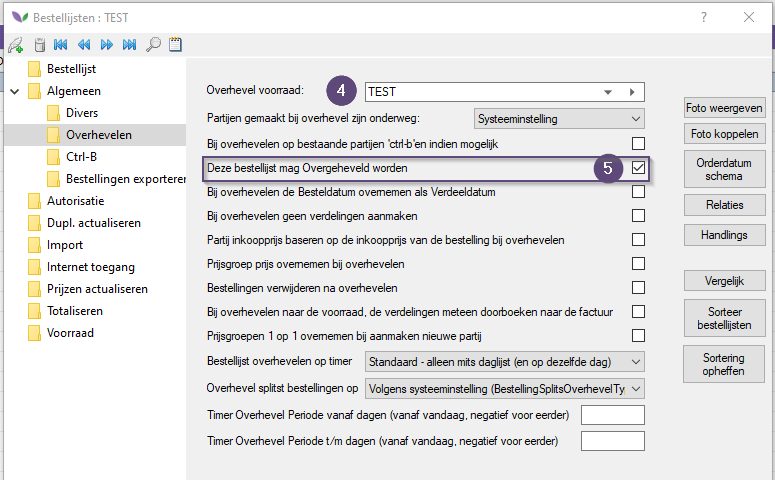 Bestellijsten : TEST
Bestellijst
Algemeen
Divers
Overhevelen
Ctrl-B
Bestellingen exporterer
Autorisatie
Dupl. actualiseren
Import
Internet toegang
Prijzen actualiseren
Totaliseren
Voorraad
Overhevel voorraad: 4 TEST
Partijen gemaakt bij overhevel zijn onderweg: Systeeminstelling
Bij overhevelen op bestaande partijen 'ctrl-b'en indien mogelijk
Deze bestellijst mag Overgeheveld worden 5
Bij overhevelen de Besteldatum overnemen als Verdeeldatum
Bij overhevelen geen verdelingen aanmaken
Partij inkoopprijs baseren op de inkoopprijs van de bestelling bij overhevelen
Prijsgroep prijs overnemen bij overhevelen
Bestellingen verwijderen na overhevelen
Bij overhevelen naar de voorraad, de verdelingen meteen doorboeken naar de factuur
Prijsgroepen 1 op 1 overnemen bij aanmaken nieuwe partij
Bestellijst overhevelen op timer Standaard - alleen mits daglijst (en op dezelfde dag)
Overhevel splitst bestellingen op Volgens systeeminstelling (BestellingSplitsOverhevelTyp
Timer Overhevel Periode vanaf dagen (vanaf vandaag, negatief voor eerder)
Timer Overhevel Periode t/m dagen (vanaf vandaag, negatief voor eerder)
Foto weergeven
Foto koppelen
Orderdatum
schema
Relaties
Handlings
Vergelijk
Sorteer
bestellijsten
Sortering
opheffen